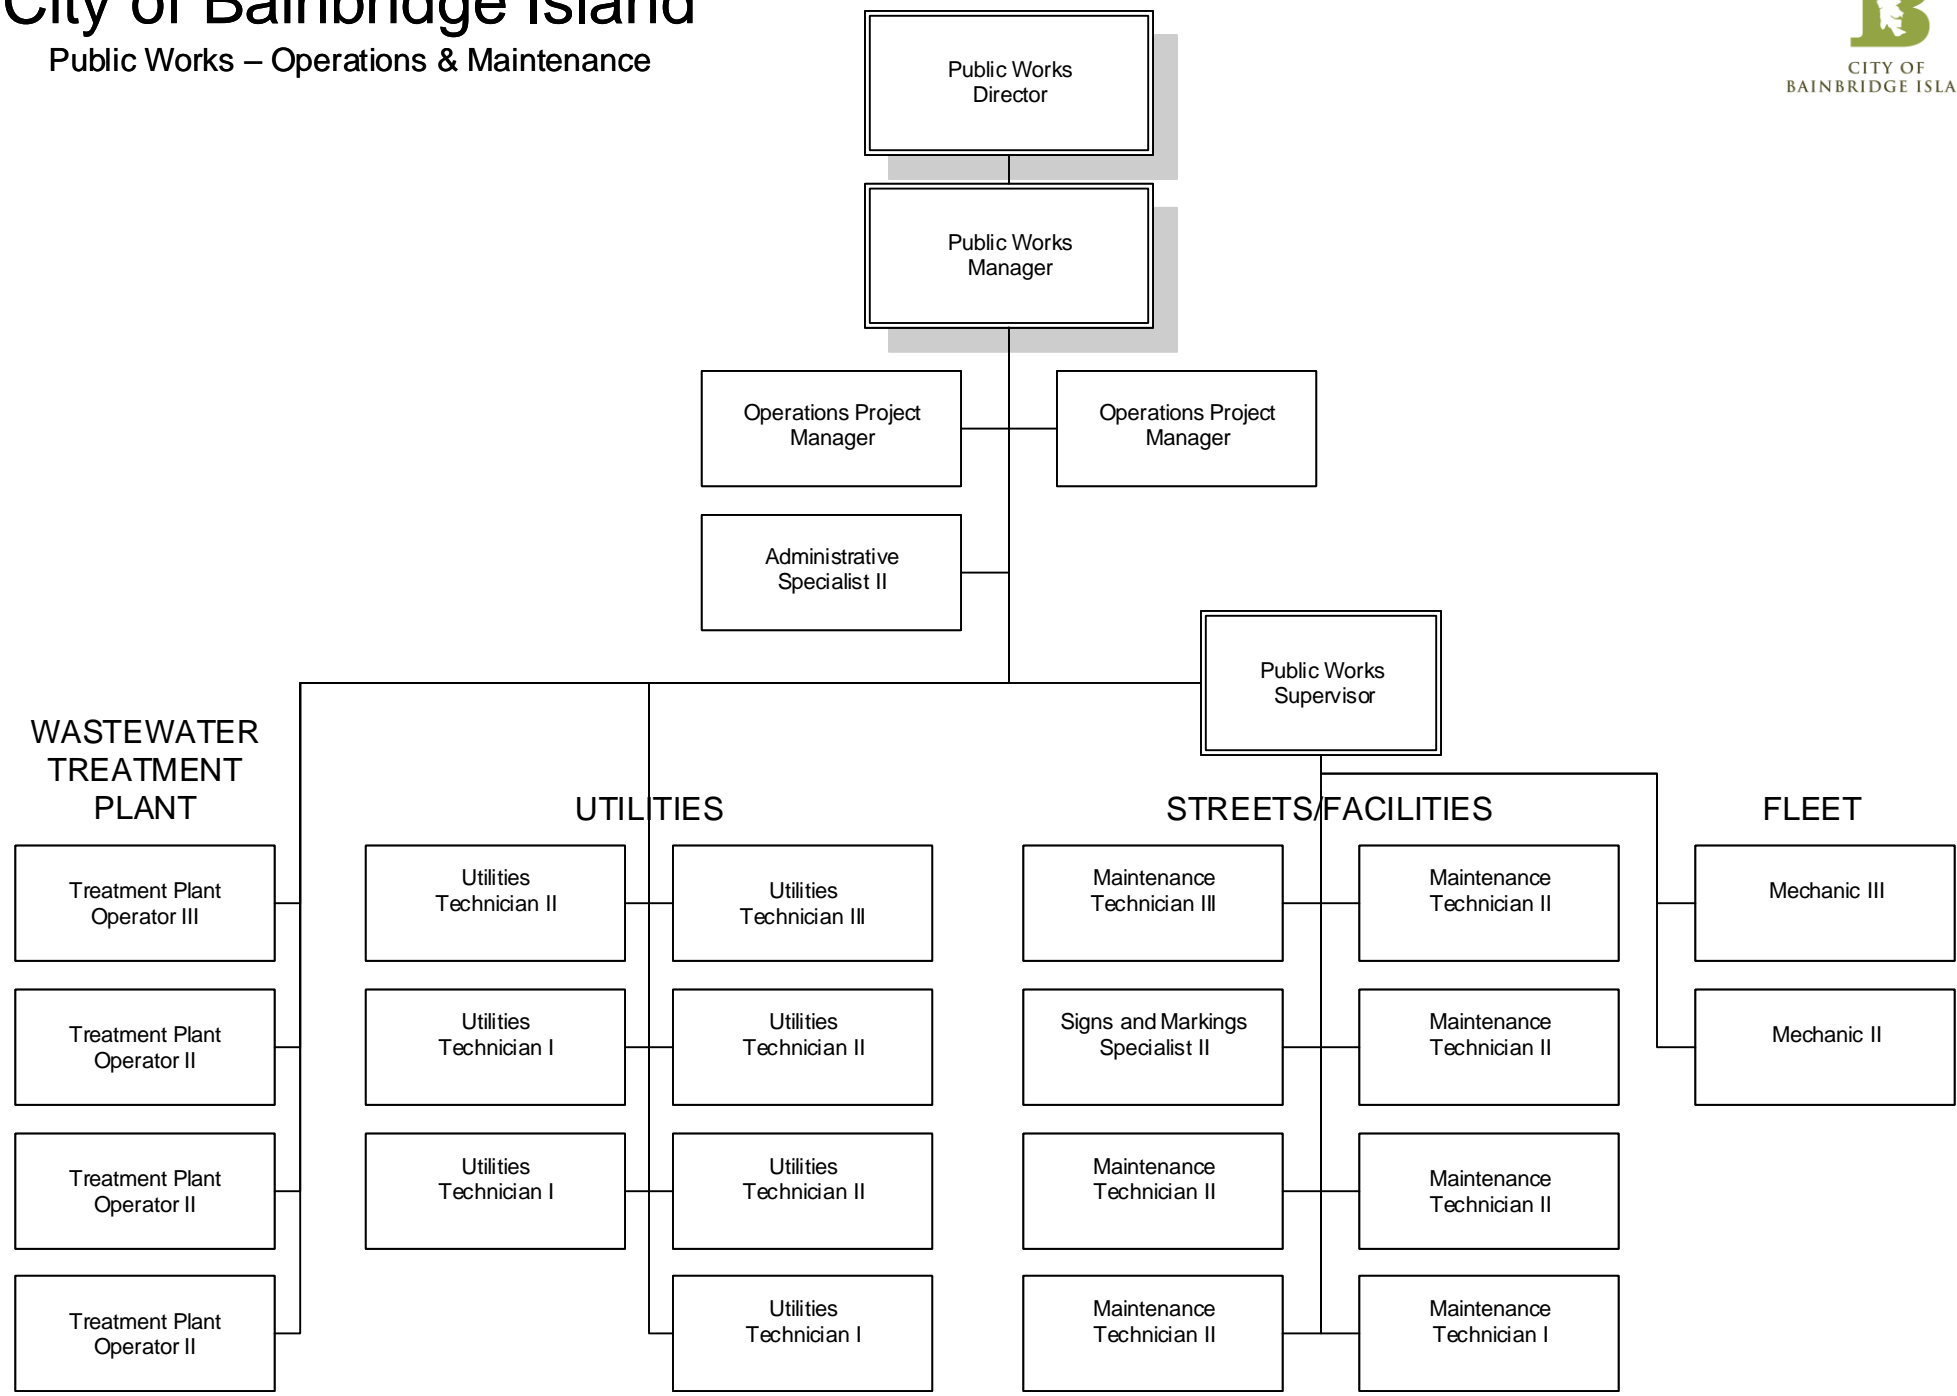 City of Bainbridge Island
Public Works – Operations & Maintenance
CITY OF
BAINBRIDGE ISLA
Public Works
Director
Public Works
Manager
Operations Project
Manager
Operations Project
Manager
Administrative
Specialist II
Public Works
Supervisor
WASTEWATER
TREATMENT
PLANT
Treatment Plant
Operator III
Treatment Plant
Operator II
Treatment Plant
Operator II
Treatment Plant
Operator II
UTILITIES
Utilities
Technician II
Utilities
Technician III
Utilities
Technician I
Utilities
Technician II
Utilities
Technician I
Utilities
Technician II
Utilities
Technician I
STREETS/FACILITIES
Maintenance
Technician III
Maintenance
Technician II
Signs and Markings
Specialist II
Maintenance
Technician II
Maintenance
Technician II
Maintenance
Technician II
Maintenance
Technician II
Maintenance
Technician I
FLEET
Mechanic III
Mechanic II